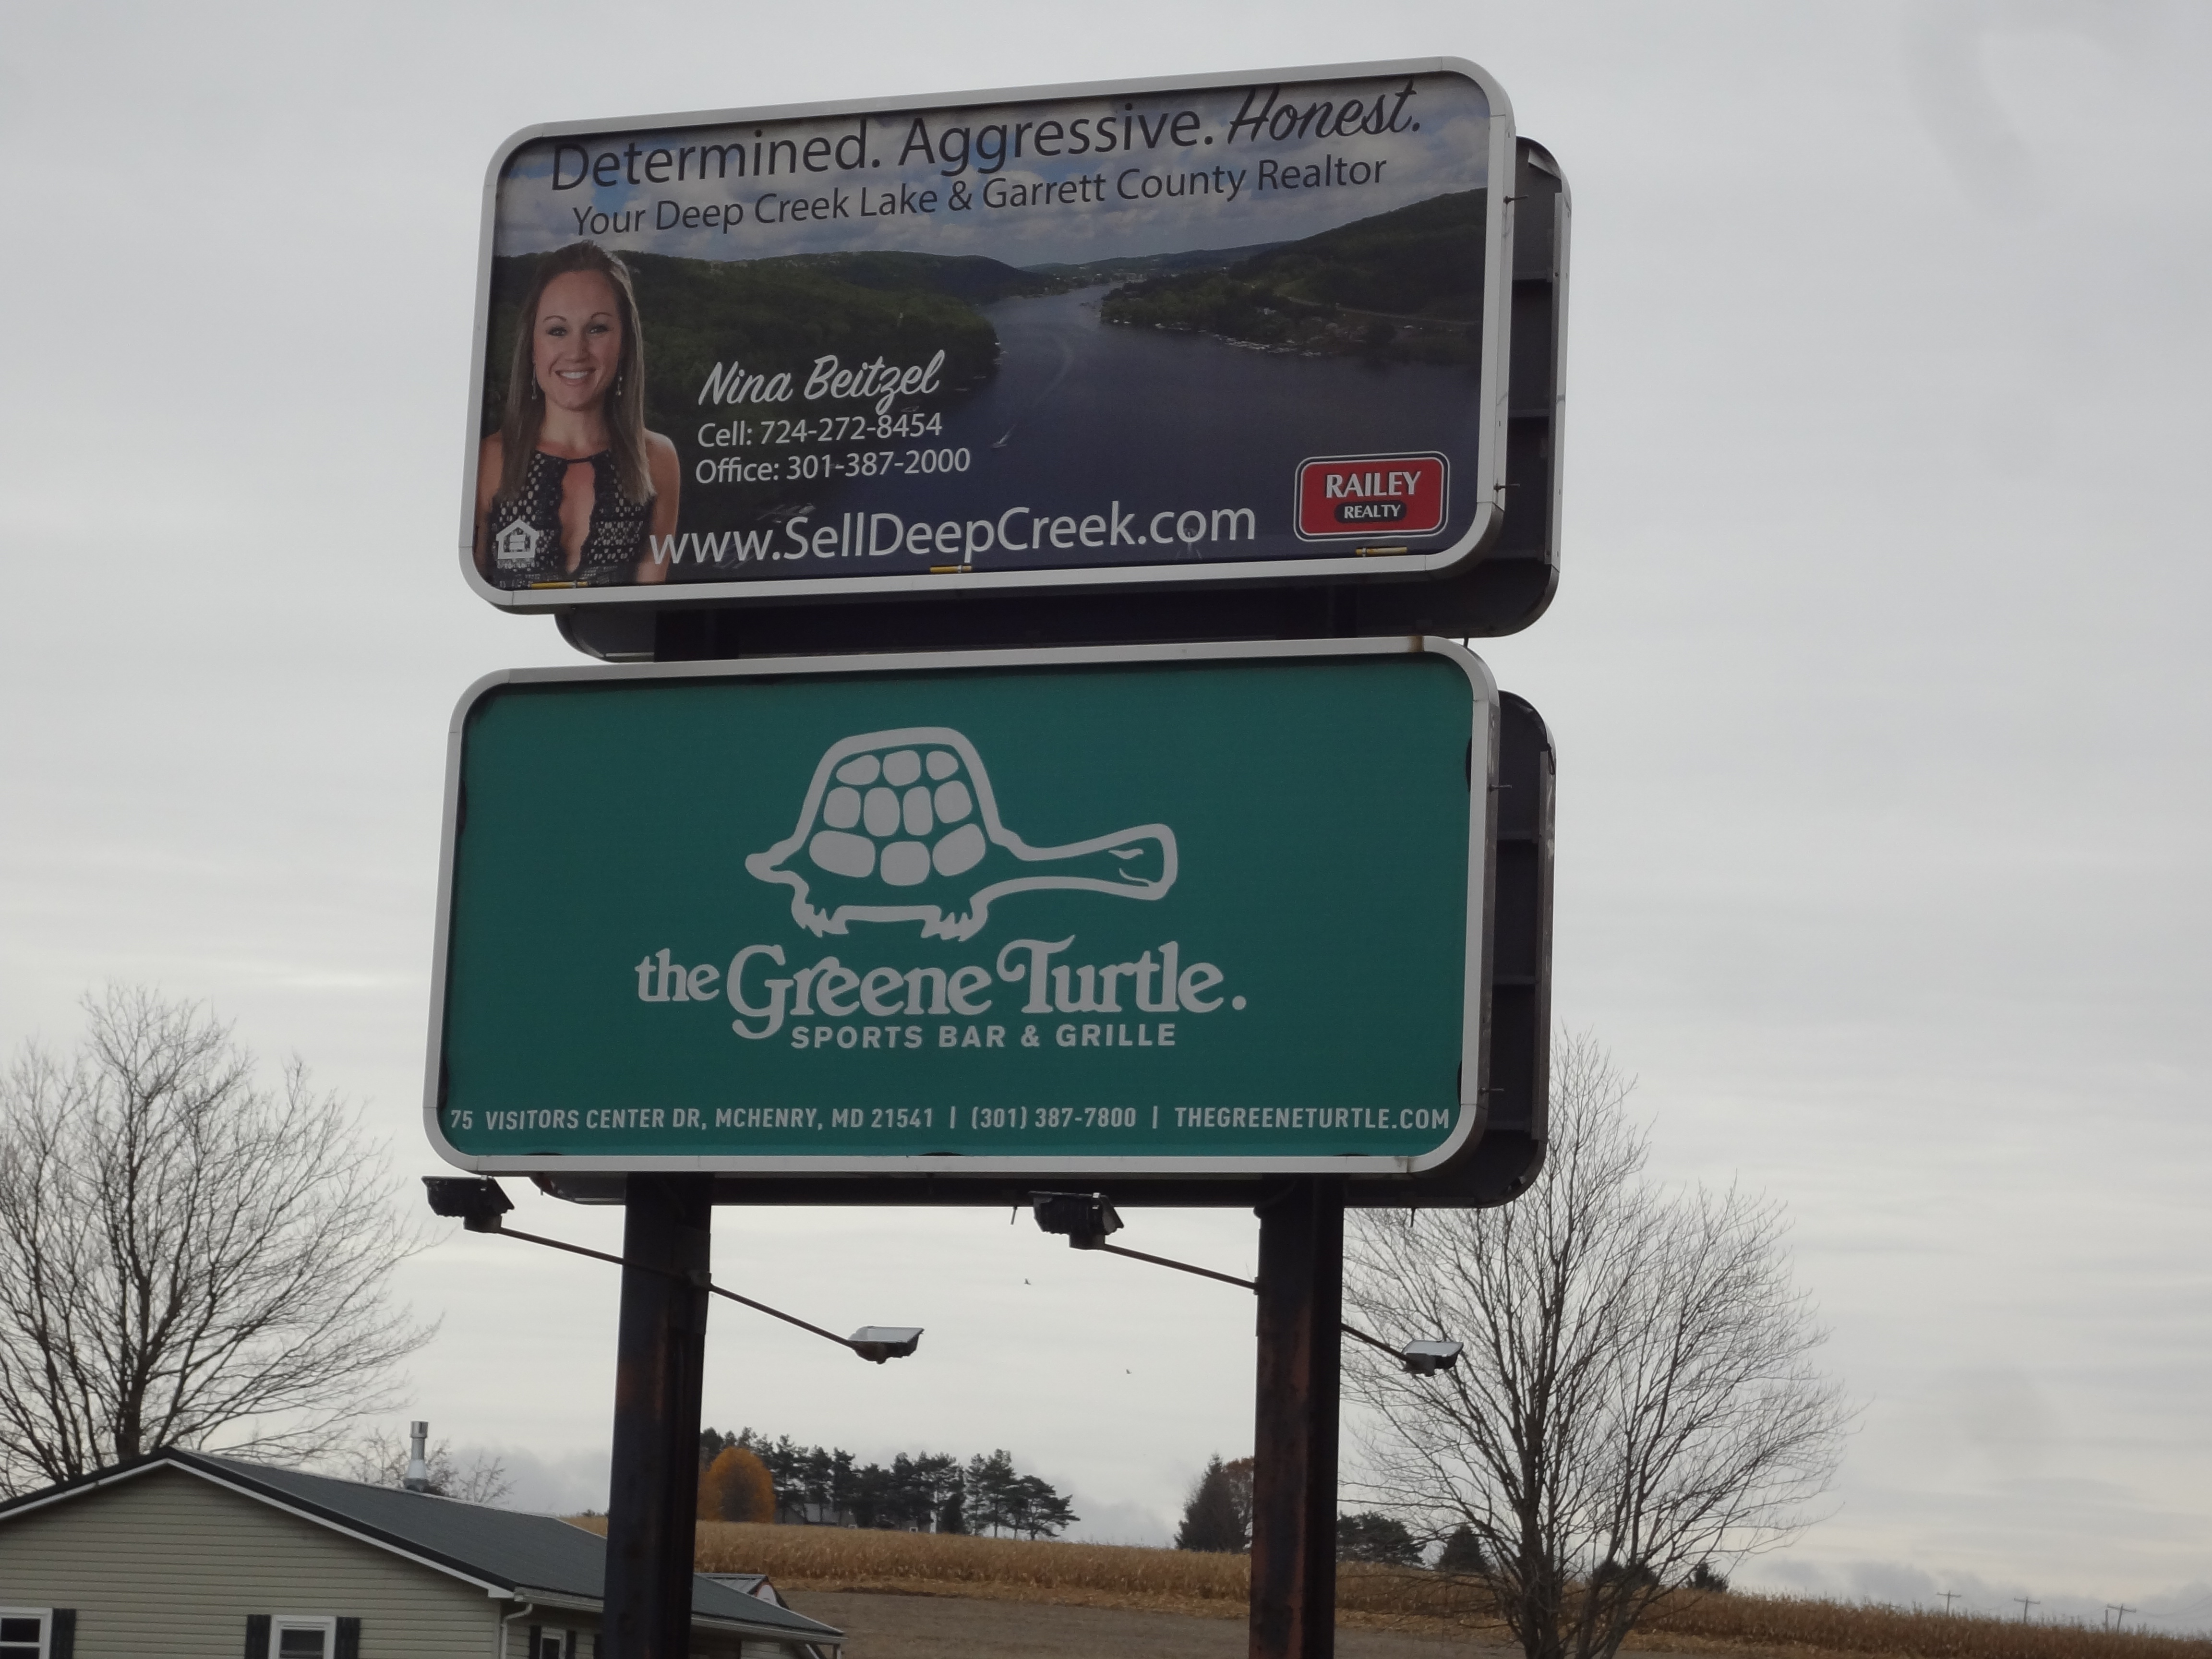 Determined. Aggressive. Honest.
Your Deep Creek Lake & Garrett County Realtor
Nina Beitzel
Cell: 724-272-8454
Office: 301-387-2000
www.SellDeepCreek.com
RAILEY
REALTY
the Greene Turtle.
SPORTS BAR & GRILLE
75 VISITORS CENTER DR, MCHENRY, MD 21541 | (301) 387-7800 | THEGREENETURTLE.COM